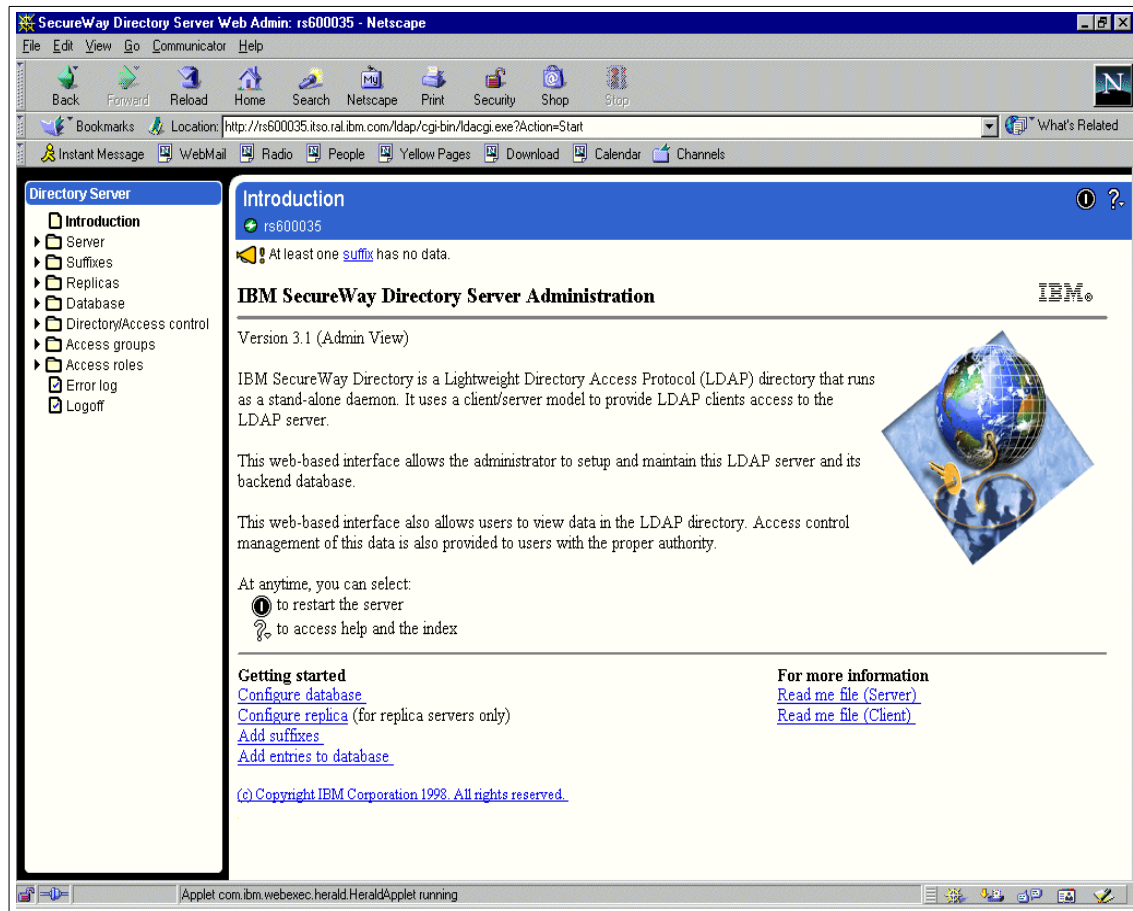 SecureWay Directory Server Web Admin: rs600035 - Netscape
File Edit View Go Communicator Help
Back Forward Reload Home Search Netscape Print Security Shop Stop
My
N
Bookmarks Location: http://rs600035.itso.ral.ibm.com/ldap/cgi-bin/ldacgi.exe?Action=Start What's Related
Instant Message WebMail Radio People Yellow Pages Download Calendar Channels
Directory Server
Introduction
Server
Suffixes
Replicas
Database
Directory/Access control
Access groups
Access roles
Error log
Logoff
Introduction
rs600035
At least one suffix has no data.
IBM SecureWay Directory Server Administration
IBM®
Version 3.1 (Admin View)
IBM SecureWay Directory is a Lightweight Directory Access Protocol (LDAP) directory that runs
as a stand-alone daemon. It uses a client/server model to provide LDAP clients access to the
LDAP server.
This web-based interface allows the administrator to setup and maintain this LDAP server and its
backend database.
This web-based interface also allows users to view data in the LDAP directory. Access control
management of this data is also provided to users with the proper authority.
At anytime, you can select:
to restart the server
? to access help and the index
Getting started
Configure database
Configure replica (for replica servers only)
Add suffixes
Add entries to database
For more information
Read me file (Server)
Read me file (Client)
(c) Copyright IBM Corporation 1998. All rights reserved.
Applet com.ibm.webexec.herald.HeraldApplet running